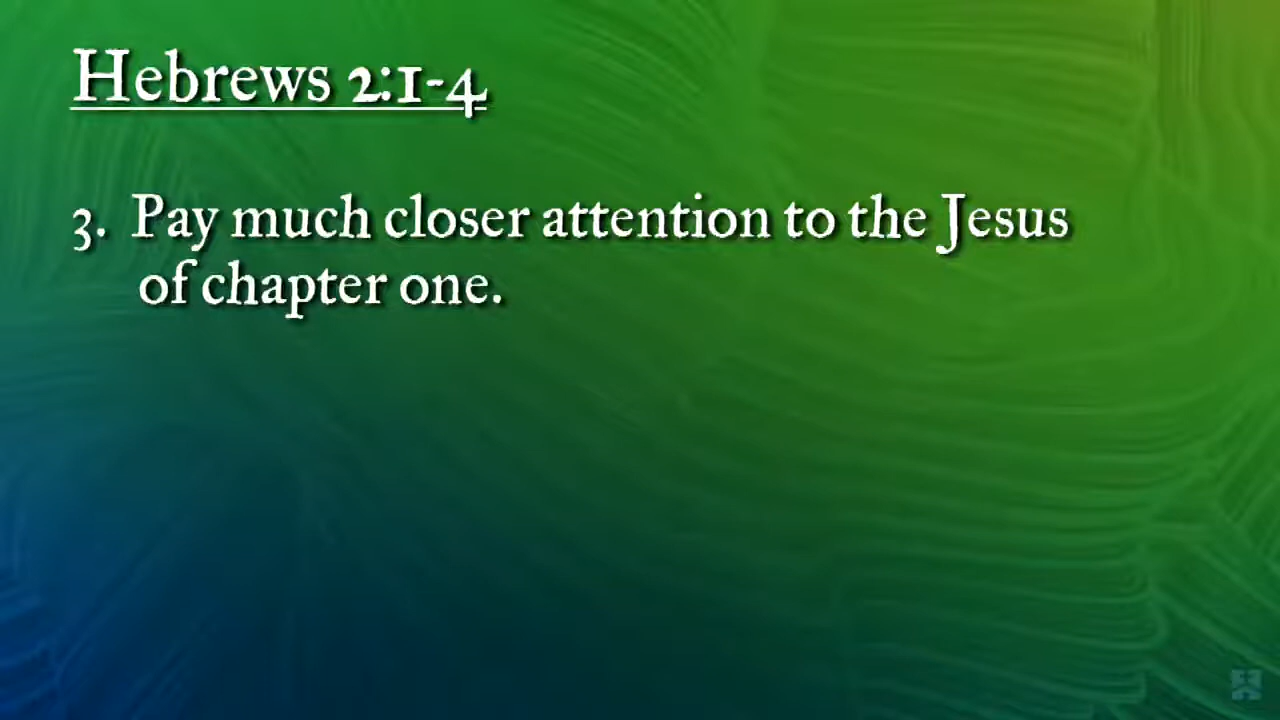 Hebrews 2:1-4
3. Pay much closer attention to the Jesus
of chapter one.